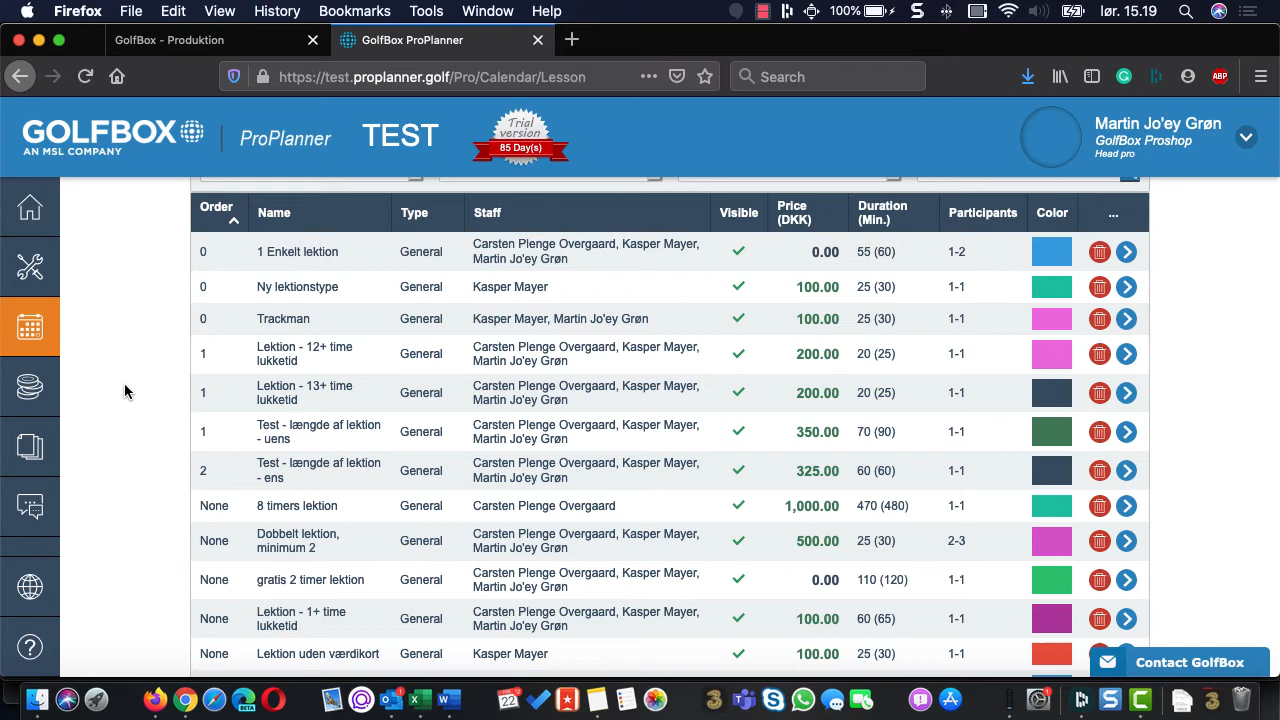 Firefox File Edit View History Bookmarks Tools Window Help 100% lør. 15.19
GolfBox - Produktion GolfBox ProPlanner
https://test.proplanner.golf/Pro/Calendar/Lesson Search ABP
GOLFBOX
AN MSL COMPANY
ProPlanner
TEST
Trial
version
85 Day(s)
Martin Jo'ey Grøn
GolfBox Proshop
Head pro
Order Name Type Staff Visible Price
(DKK) Duration
(Min.) Participants Color ...
0 1 Enkelt lektion General Carsten Plenge Overgaard, Kasper Mayer,
Martin Jo'ey Grøn 0.00 55 (60) 1-2
0 Ny lektionstype General Kasper Mayer 100.00 25 (30) 1-1
0 Trackman General Kasper Mayer, Martin Jo'ey Grøn 100.00 25 (30) 1-1
1 Lektion - 12+ time
lukketid General Carsten Plenge Overgaard, Kasper Mayer,
Martin Jo'ey Grøn 200.00 20 (25) 1-1
1 Lektion - 13+ time
lukketid General Carsten Plenge Overgaard, Kasper Mayer,
Martin Jo'ey Grøn 200.00 20 (25) 1-1
1 Test - længde af lektion
- uens General Carsten Plenge Overgaard, Kasper Mayer,
Martin Jo'ey Grøn 350.00 70 (90) 1-1
2 Test - længde af lektion
- ens General Carsten Plenge Overgaard, Kasper Mayer,
Martin Jo'ey Grøn 325.00 60 (60) 1-1
None 8 timers lektion General Carsten Plenge Overgaard 1,000.00 470 (480) 1-1
None Dobbelt lektion,
minimum 2 General Carsten Plenge Overgaard, Kasper Mayer,
Martin Jo'ey Grøn 500.00 25 (30) 2-3
None gratis 2 timer lektion General Carsten Plenge Overgaard, Kasper Mayer,
Martin Jo'ey Grøn 0.00 110 (120) 1-1
None Lektion - 1+ time
lukketid General Carsten Plenge Overgaard, Kasper Mayer,
Martin Jo'ey Grøn 100.00 60 (65) 1-1
None Lektion uden værdikort General Kasper Mayer 100.00 25 (30) 1-1
Contact GolfBox